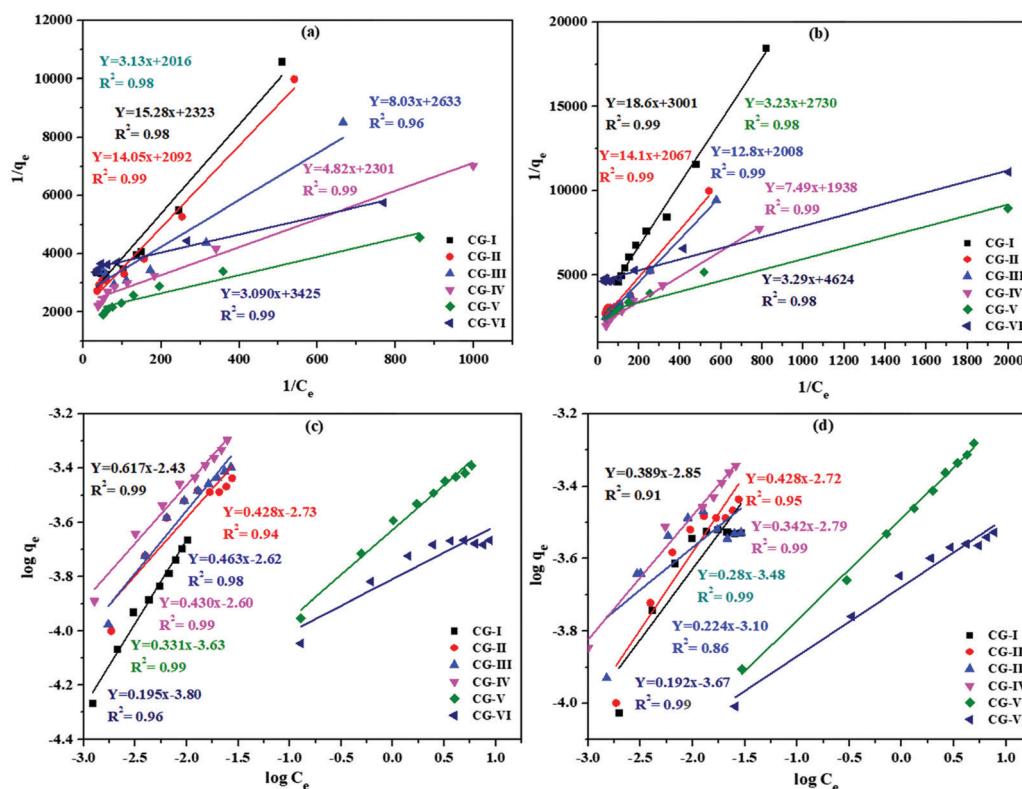 (a)
12000
10000
8000
6000
4000
2000
1/qe
Y=3.13x+2016
R2= 0.98
Y=15.28x+2323
R2= 0.98
Y=14.05x+2092
R2= 0.99
Y=8.03x+2633
R2= 0.96
Y=4.82x+2301
R2= 0.99
Y=3.090x+3425
R2= 0.99
CG-I
CG-II
CG-III
CG-IV
CG-V
CG-VI
0 200 400 600 800 1000
1/Ce
(b)
20000
15000
10000
5000
0
1/qe
Y=18.6x+3001
R2= 0.99
Y=3.23x+2730
R2= 0.98
Y=14.1x+2067
R2= 0.99
Y=12.8x+2008
R2= 0.99
Y=7.49x+1938
R2= 0.99
Y=3.29x+4624
R2= 0.98
CG-I
CG-II
CG-III
CG-IV
CG-V
CG-VI
0 200 400 600 800 1000 1200 1400 1600 1800 2000
1/Ce
(c)
-3.2
-3.4
-3.6
-3.8
-4.0
-4.2
-4.4
log qe
Y=0.617x-2.43
R2= 0.99
Y=0.428x-2.73
R2= 0.94
Y=0.463x-2.62
R2= 0.98
Y=0.430x-2.60
R2= 0.99
Y=0.331x-3.63
R2= 0.99
Y=0.195x-3.80
R2= 0.96
CG-I
CG-II
CG-III
CG-IV
CG-V
CG-VI
-3.0 -2.5 -2.0 -1.5 -1.0 -0.5 0.0 0.5 1.0
log Ce
(d)
-3.2
-3.4
-3.6
-3.8
-4.0
log qe
Y=0.389x-2.85
R2= 0.91
Y=0.428x-2.72
R2= 0.95
Y=0.342x-2.79
R2= 0.99
Y=0.28x-3.48
R2= 0.99
Y=0.224x-3.10
R2= 0.86
Y=0.192x-3.67
R2= 0.99
CG-I
CG-II
CG-II
CG-IV
CG-V
CG-V
-3.0 -2.5 -2.0 -1.5 -1.0 -0.5 0.0 0.5 1.0
log Ce